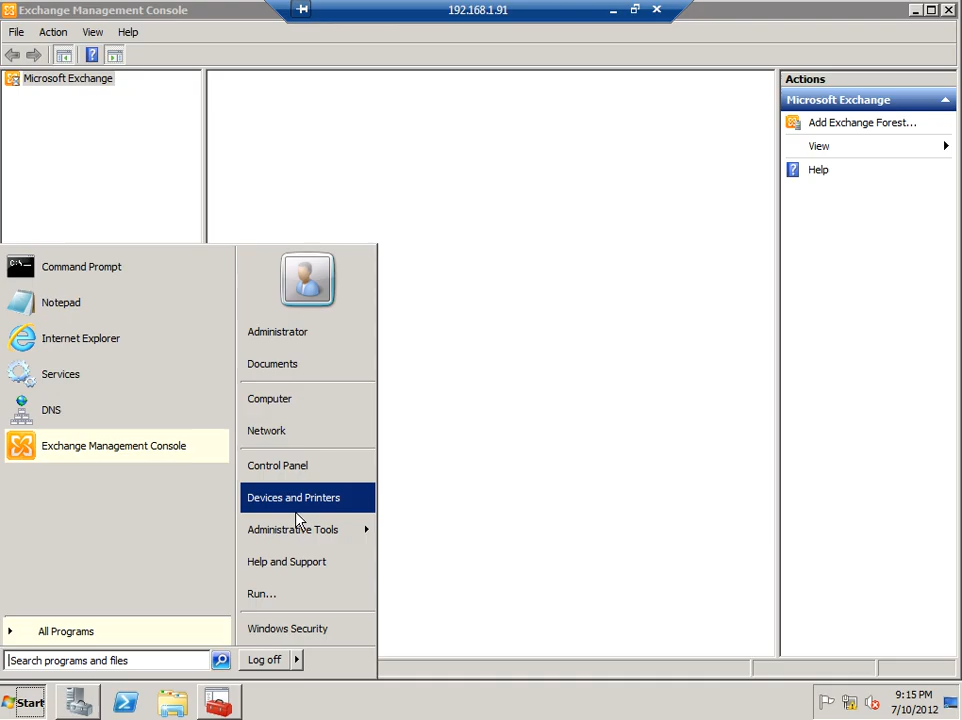 Exchange Management Console
192.168.1.91
File Action View Help
Microsoft Exchange
Actions
Microsoft Exchange
Add Exchange Forest...
View
Help
Command Prompt
Notepad
Internet Explorer
Services
DNS
Exchange Management Console
All Programs
Search programs and files
Administrator
Documents
Computer
Network
Control Panel
Devices and Printers
Administrative Tools
Help and Support
Run...
Windows Security
Log off
Start
9:15 PM
7/10/2012